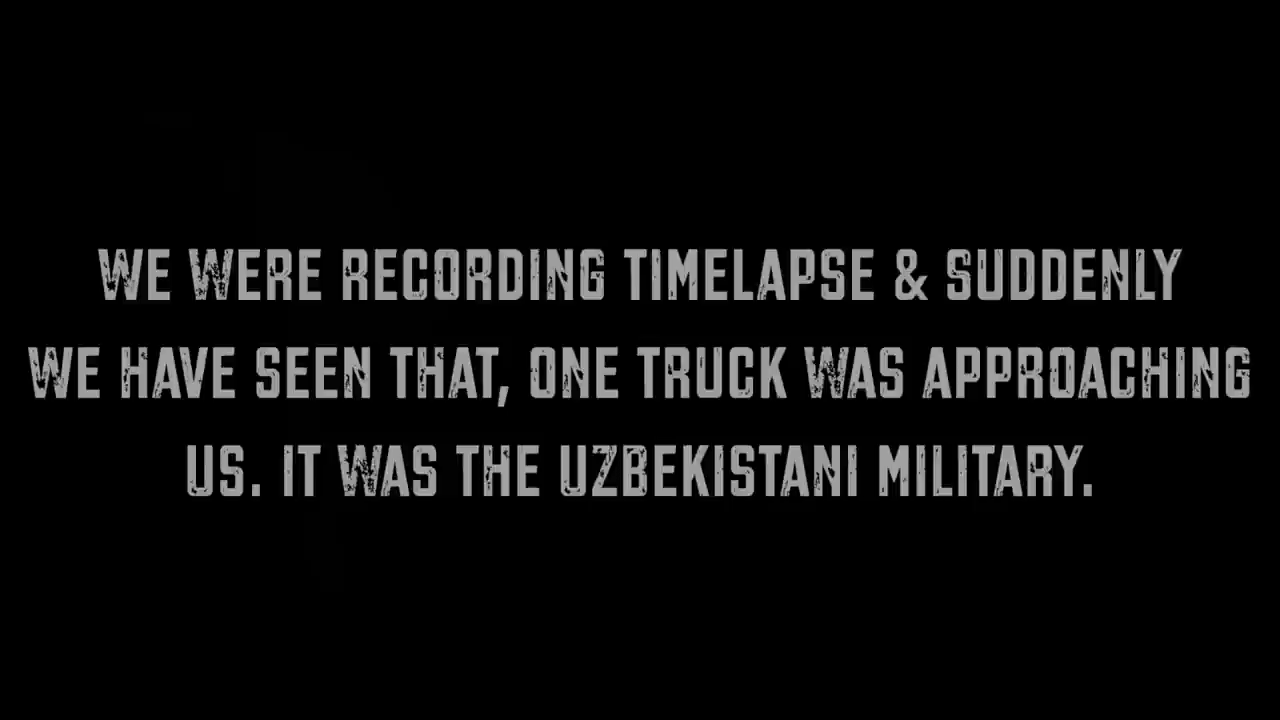 WE WERE RECORDING TIMELAPSE & SUDDENLY
WE HAVE SEEN THAT, ONE TRUCK WAS APPROACHING
US. IT WAS THE UZBEKISTANI MILITARY.